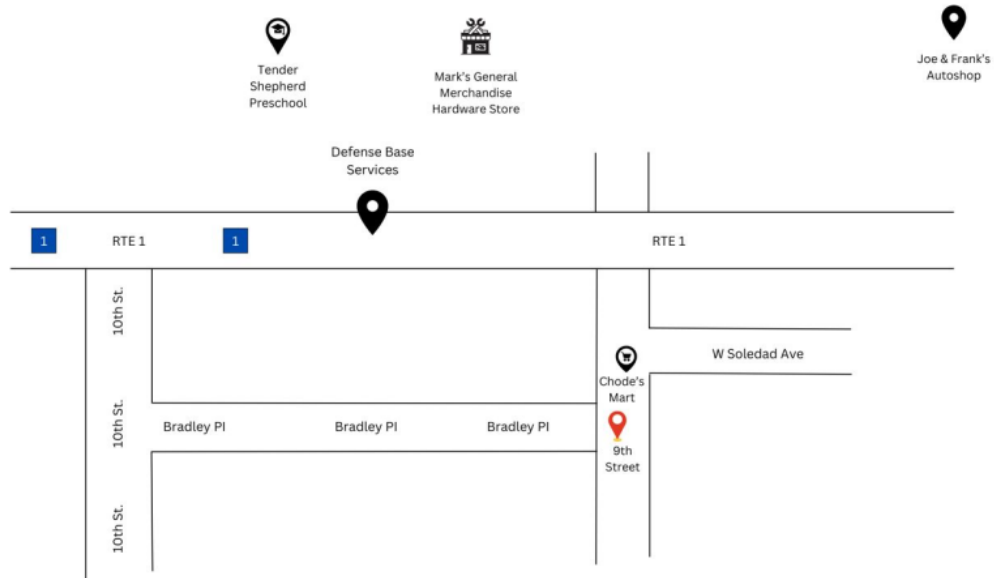 Tender
Shepherd
Preschool
Mark's General
Merchandise
Hardware Store
Joe & Frank's
Autoshop
Defense Base
Services
1
RTE 1
1
RTE 1
10th St.
W Soledad Ave
Chode's
Mart
10th St.
Bradley Pl
Bradley Pl
Bradley Pl
9th
Street
10th St.